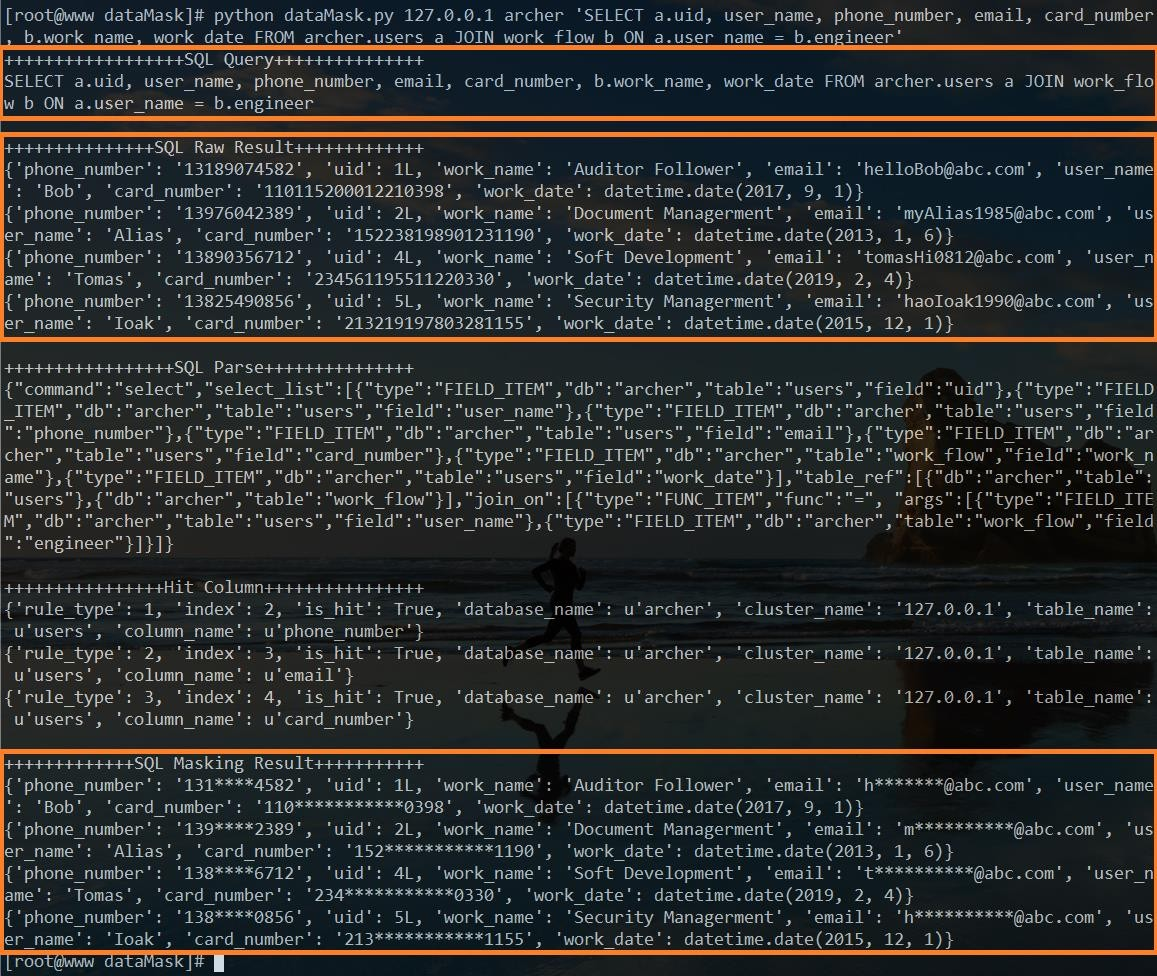 [root@www dataMask]# python dataMask.py 127.0.0.1 archer 'SELECT a.uid, user_name, phone_number, email, card_number
, b.work_name, work_date FROM archer.users a JOIN work_flow b ON a.user_name = b.engineer'
++++++++++++++++++SQL Query+++++++++++++++
SELECT a.uid, user_name, phone_number, email, card_number, b.work_name, work_date FROM archer.users a JOIN work_flo
w b ON a.user_name = b.engineer
+++++++++++++++SQL Raw Result+++++++++++++
{'phone_number': '13189074582', 'uid': 1L, 'work_name': 'Auditor Follower', 'email': 'helloBob@abc.com', 'user_name
': 'Bob', 'card_number': '110115200012210398', 'work_date': datetime.date(2017, 9, 1)}
{'phone_number': '13976042389', 'uid': 2L, 'work_name': 'Document Managerment', 'email': 'myAlias1985@abc.com', 'us
er_name': 'Alias', 'card_number': '152238198901231190', 'work_date': datetime.date(2013, 1, 6)}
{'phone_number': '13890356712', 'uid': 4L, 'work_name': 'Soft Development', 'email': 'tomasHi0812@abc.com', 'user_n
ame': 'Tomas', 'card_number': '234561195511220330', 'work_date': datetime.date(2019, 2, 4)}
{'phone_number': '13825490856', 'uid': 5L, 'work_name': 'Security Managerment', 'email': 'haoIoak1990@abc.com', 'us
er_name': 'Ioak', 'card_number': '213219197803281155', 'work_date': datetime.date(2015, 12, 1)}
+++++++++++++++++SQL Parse+++++++++++++++
{"command":"select","select_list":[{"type":"FIELD_ITEM","db":"archer","table":"users","field":"uid"},{"type":"FIELD
_ITEM","db":"archer","table":"users","field":"user_name"},{"type":"FIELD_ITEM","db":"archer","table":"users","field
":"phone_number"},{"type":"FIELD_ITEM","db":"archer","table":"users","field":"email"},{"type":"FIELD_ITEM","db":"ar
cher","table":"users","field":"card_number"},{"type":"FIELD_ITEM","db":"archer","table":"work_flow","field":"work_n
ame"},{"type":"FIELD_ITEM","db":"archer","table":"users","field":"work_date"}],"table_ref":[{"db":"archer","table":
"users"},{"db":"archer","table":"work_flow"}],"join_on":[{"type":"FUNC_ITEM","func":"=", "args":[{"type":"FIELD_ITE
M","db":"archer","table":"users","field":"user_name"},{"type":"FIELD_ITEM","db":"archer","table":"work_flow","field
":"engineer"}]}]}
++++++++++++++++Hit Column++++++++++++++++
{'rule_type': 1, 'index': 2, 'is_hit': True, 'database_name': u'archer', 'cluster_name': '127.0.0.1', 'table_name':
 u'users', 'column_name': u'phone_number'}
{'rule_type': 2, 'index': 3, 'is_hit': True, 'database_name': u'archer', 'cluster_name': '127.0.0.1', 'table_name':
 u'users', 'column_name': u'email'}
{'rule_type': 3, 'index': 4, 'is_hit': True, 'database_name': u'archer', 'cluster_name': '127.0.0.1', 'table_name':
 u'users', 'column_name': u'card_number'}
+++++++++++++SQL Masking Result+++++++++++
{'phone_number': '131****4582', 'uid': 1L, 'work_name': 'Auditor Follower', 'email': 'h*******@abc.com', 'user_name
': 'Bob', 'card_number': '110***********0398', 'work_date': datetime.date(2017, 9, 1)}
{'phone_number': '139****2389', 'uid': 2L, 'work_name': 'Document Managerment', 'email': 'm**********@abc.com', 'us
er_name': 'Alias', 'card_number': '152***********1190', 'work_date': datetime.date(2013, 1, 6)}
{'phone_number': '138****6712', 'uid': 4L, 'work_name': 'Soft Development', 'email': 't**********@abc.com', 'user_n
ame': 'Tomas', 'card_number': '234***********0330', 'work_date': datetime.date(2019, 2, 4)}
{'phone_number': '138****0856', 'uid': 5L, 'work_name': 'Security Managerment', 'email': 'h**********@abc.com', 'us
er_name': 'Ioak', 'card_number': '213***********1155', 'work_date': datetime.date(2015, 12, 1)}
[root@www dataMask]#